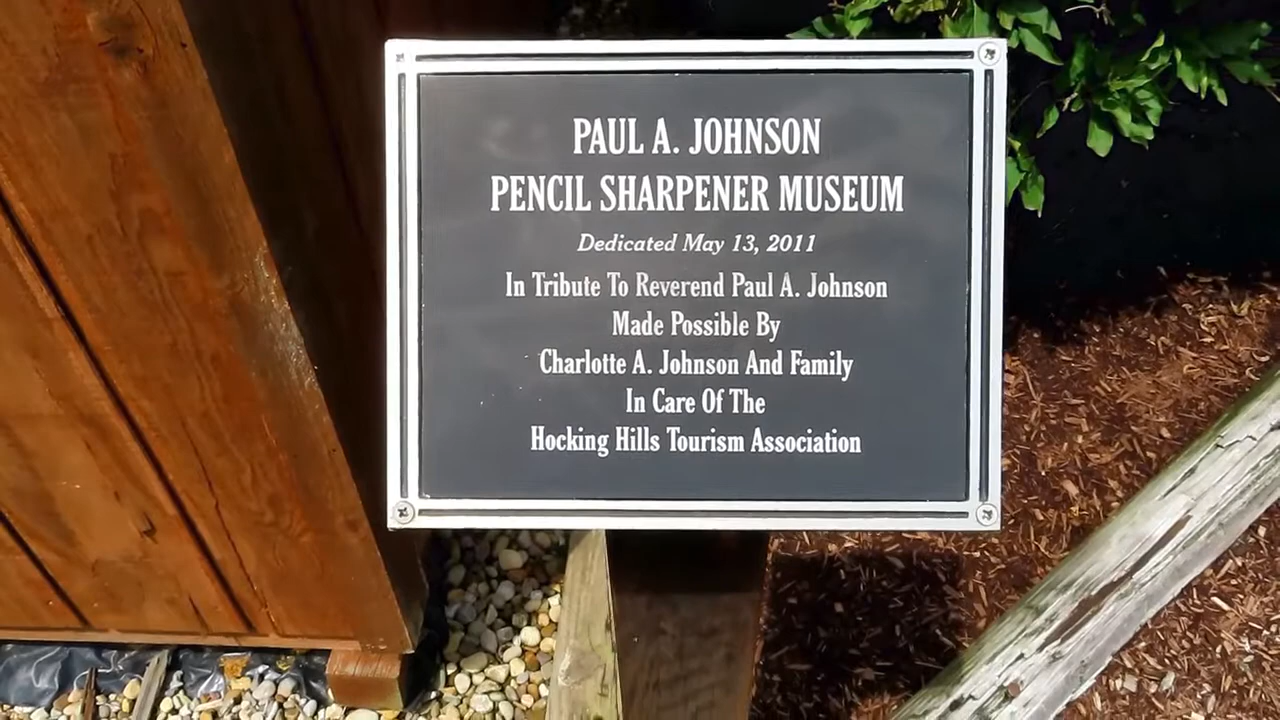 PAUL A. JOHNSON
PENCIL SHARPENER MUSEUM
Dedicated May 13, 2011
In Tribute To Reverend Paul A. Johnson
Made Possible By
Charlotte A. Johnson And Family
In Care Of The
Hocking Hills Tourism Association